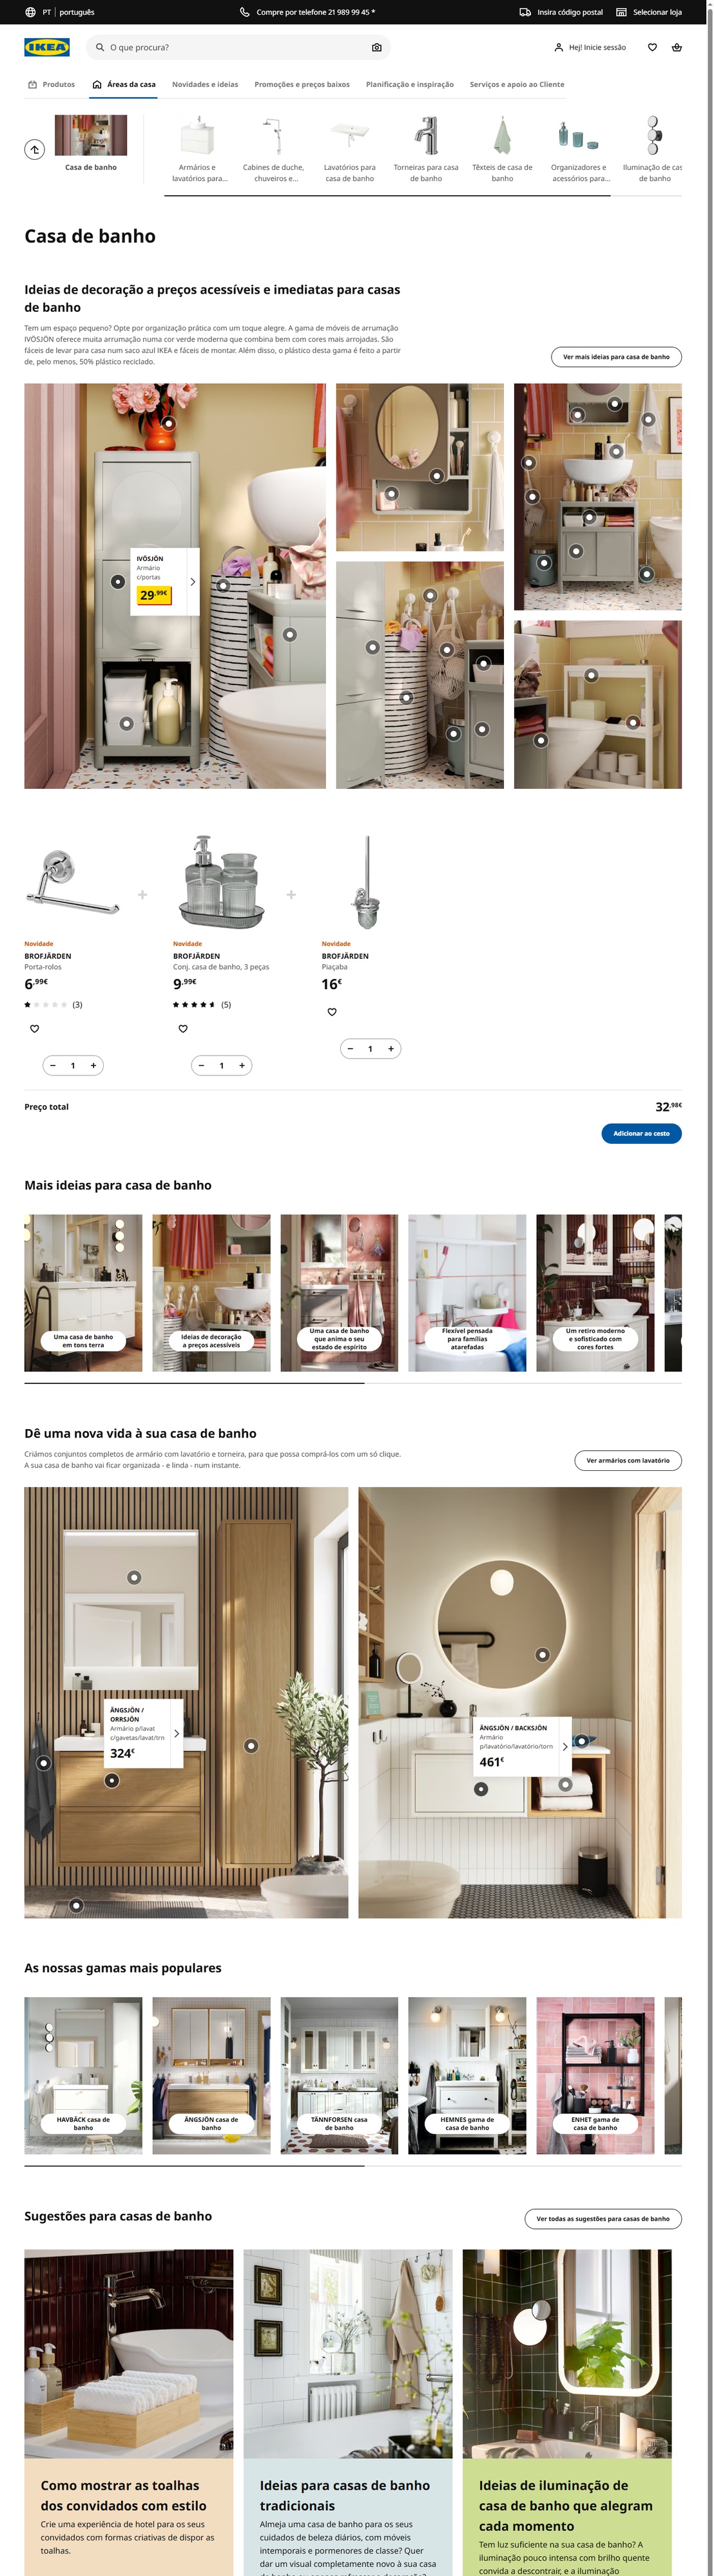 PT | português
Compre por telefone 21 989 99 45 *
Insira código postal
Selecionar loja
IKEA
O que procura?
Hej! Inicie sessão
Produtos
Áreas da casa
Novidades e ideias
Promoções e preços baixos
Planificação e inspiração
Serviços e apoio ao Cliente
Casa de banho
Armários e
lavatórios para...
Cabines de duche,
chuveiros e...
Lavatórios para
casa de banho
Torneiras para casa
de banho
Têxteis de casa de
banho
Organizadores e
acessórios para...
Iluminação de cas
de banho
Casa de banho
Ideias de decoração a preços acessíveis e imediatas para casas
de banho
Tem um espaço pequeno? Opte por organização prática com um toque alegre. A gama de móveis de arrumação
IVÖSJÖN oferece muita arrumação numa cor verde moderna que combina bem com cores mais arrojadas. São
fáceis de levar para casa num saco azul IKEA e fáceis de montar. Além disso, o plástico desta gama é feito a partir
de, pelo menos, 50% plástico reciclado.
Ver mais ideias para casa de banho
IVÖSJÖN
Armário
c/portas
29,99€
Novidade
BROFJÄRDEN
Porta-rolos
6,99€
(3)
− 1 +
Novidade
BROFJÄRDEN
Conj. casa de banho, 3 peças
9,99€
(5)
− 1 +
Novidade
BROFJÄRDEN
Piaçaba
16€
− 1 +
Preço total
32,98€
Adicionar ao cesto
Mais ideias para casa de banho
Uma casa de banho
em tons terra
Ideias de decoração
a preços acessíveis
Uma casa de banho
que anima o seu
estado de espírito
Flexível pensada
para famílias
atarefadas
Um retiro moderno
e sofisticado com
cores fortes
Dê uma nova vida à sua casa de banho
Criámos conjuntos completos de armário com lavatório e torneira, para que possa comprá-los com um só clique.
A sua casa de banho vai ficar organizada - e linda - num instante.
Ver armários com lavatório
ÄNGSJÖN /
ORRSJÖN
Armário p/lavat
c/gavetas/lavat/trn
324€
ÄNGSJÖN / BACKSJÖN
Armário
p/lavatório/lavatório/torn
461€
As nossas gamas mais populares
HAVBÄCK casa de
banho
ÄNGSJÖN casa de
banho
TÄNNFORSEN casa
de banho
HEMNES gama de
casa de banho
ENHET gama de
casa de banho
Sugestões para casas de banho
Ver todas as sugestões para casas de banho
Como mostrar as toalhas
dos convidados com estilo
Crie uma experiência de hotel para os seus
convidados com formas criativas de dispor as
toalhas.
Ideias para casas de banho
tradicionais
Almeja uma casa de banho para os seus
cuidados de beleza diários, com móveis
intemporais e pormenores de classe? Quer
dar um visual completamente novo à sua casa
Ideias de iluminação de
casa de banho que alegram
cada momento
Tem luz suficiente na sua casa de banho? A
iluminação pouco intensa com brilho quente
convida a descontrair, e a iluminação